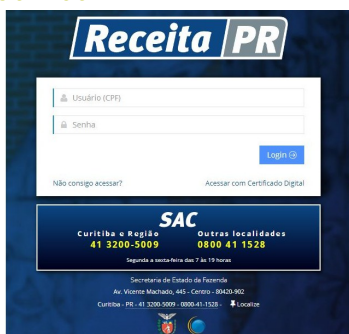 Receita PR
Usuário (CPF)
Senha
Login
Não consigo acessar? Acessar com Certificado Digital
SAC
Curitiba e Região Outras localidades
41 3200-5009 0800 41 1528
Segunda a sexta-feira das 7 às 19 horas
Secretaria de Estado da Fazenda
Av. Vicente Machado, 445 - Centro - 80420-902
Curitiba - PR - 41 3200-5009 - 0800-41-1528 - Localize